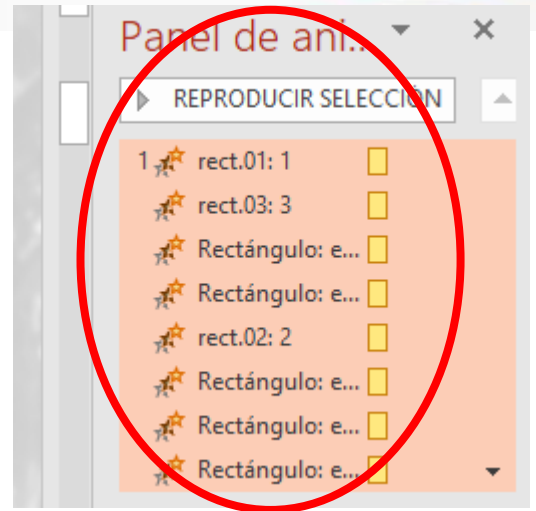 Panel de ani...
REPRODUCIR SELECCIÓN
1 rect.01: 1
rect.03: 3
Rectángulo: e...
Rectángulo: e...
rect.02: 2
Rectángulo: e...
Rectángulo: e...
Rectángulo: e...